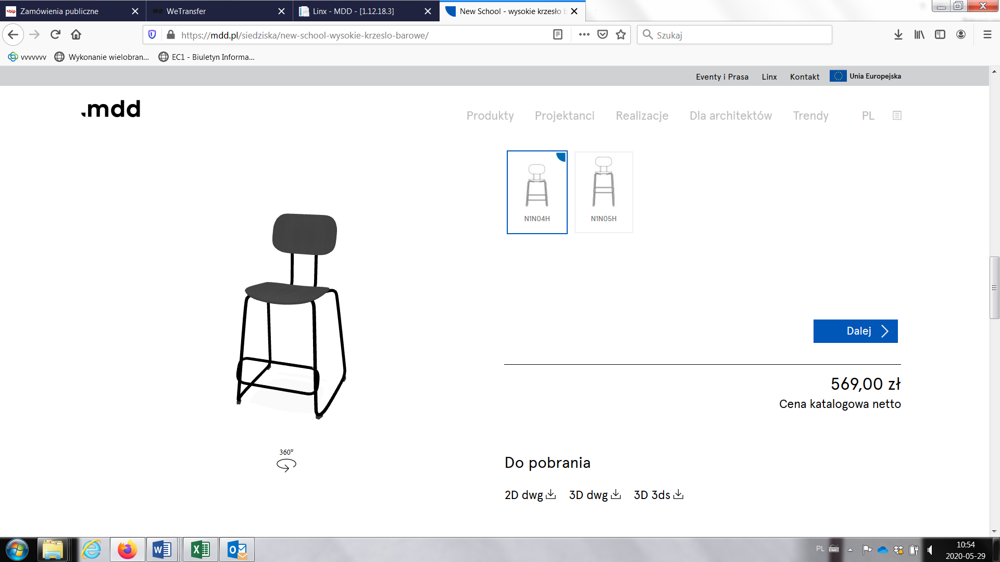 Zamówienia publiczne
WeTransfer
Linx - MDD - [1.12.18.3]
New School - wysokie krzesło b
https://mdd.pl/siedziska/new-school-wysokie-krzeslo-barowe/
Szukaj
vvvvvvv
Wykonanie wielobran...
EC1 - Biuletyn Informa...
Eventy i Prasa
Linx
Kontakt
Unia Europejska
.mdd
Produkty
Projektanci
Realizacje
Dla architektów
Trendy
PL
N1N04H
N1N05H
Dalej
569,00 zł
Cena katalogowa netto
360°
Do pobrania
2D dwg
3D dwg
3D 3ds
PL
10:54
2020-05-29